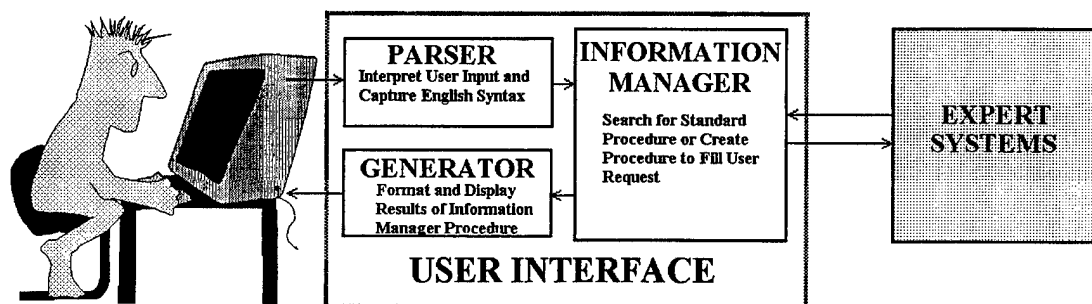 PARSER
Interpret User Input and
Capture English Syntax
GENERATOR
Format and Display
Results of Information
Manager Procedure
INFORMATION
MANAGER
Search for Standard
Procedure or Create
Procedure to Fill User
Request
USER INTERFACE
EXPERT
SYSTEMS